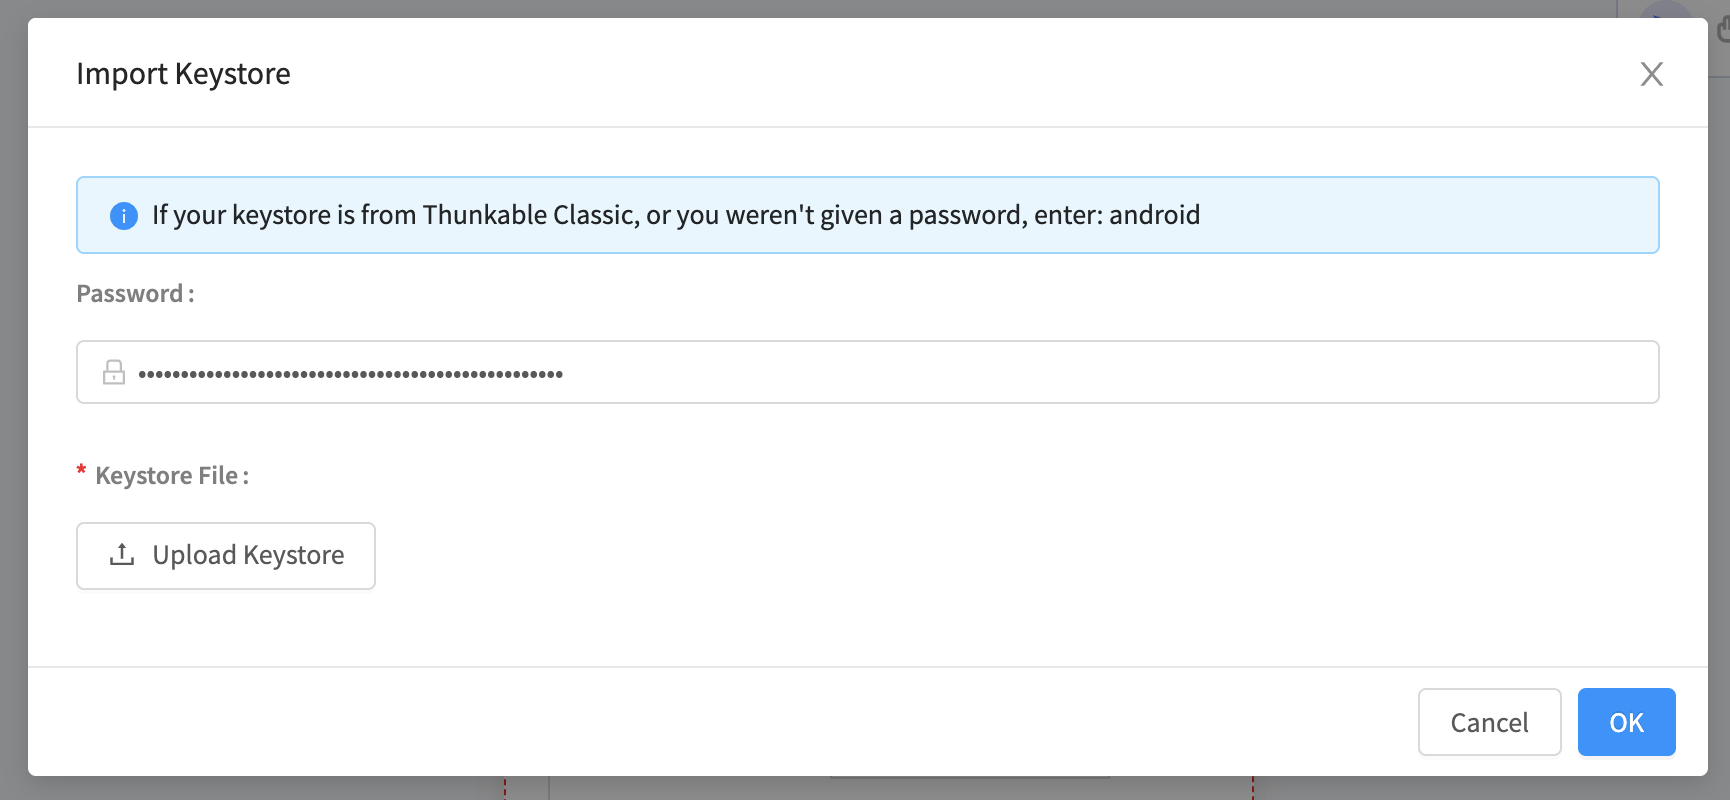 Import Keystore
If your keystore is from Thunkable Classic, or you weren't given a password, enter: android
Password :
••••••••••••••••••••••••••••••••••••••••••••••••••
* Keystore File :
Upload Keystore
Cancel
OK